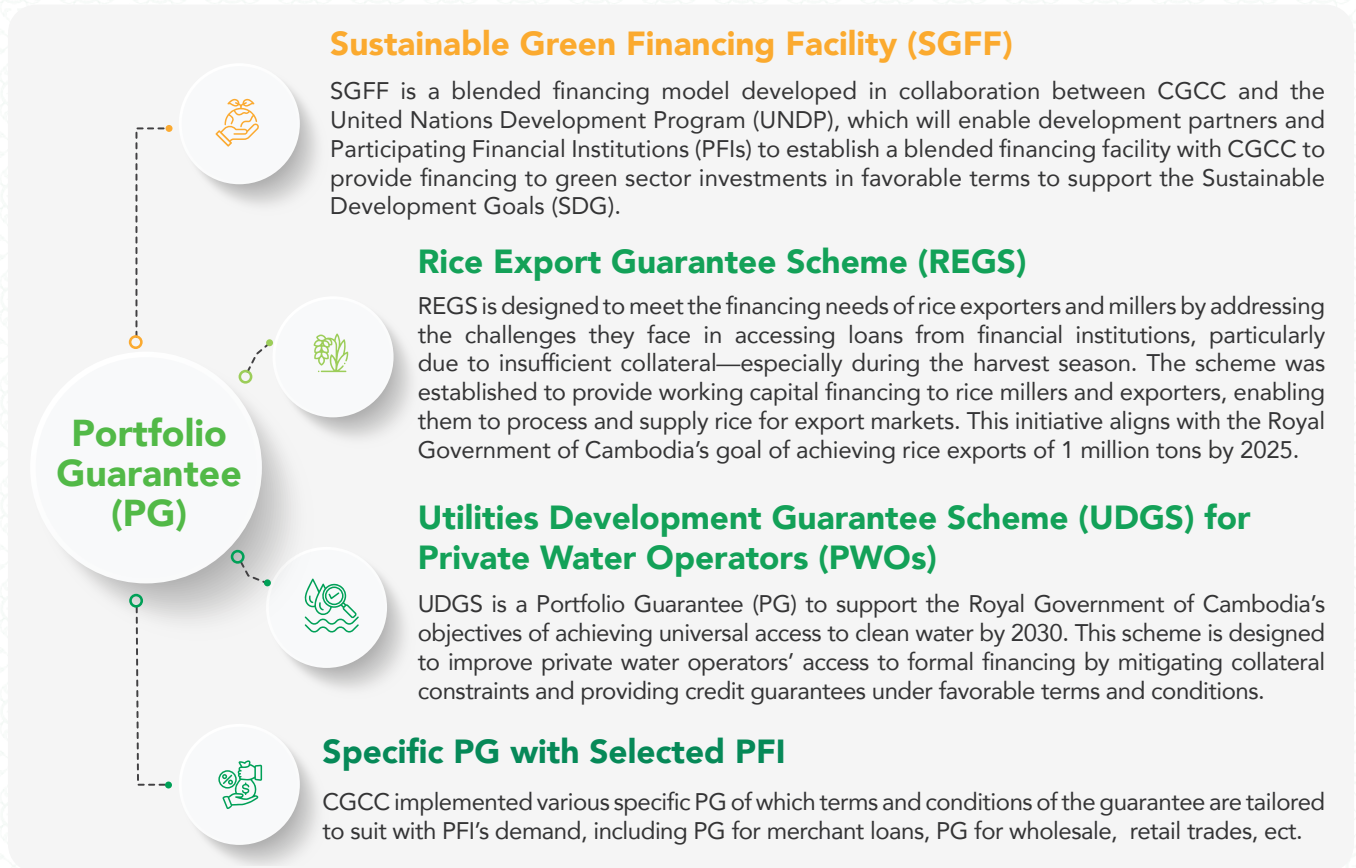 Sustainable Green Financing Facility (SGFF)
SGFF is a blended financing model developed in collaboration between CGCC and the
United Nations Development Program (UNDP), which will enable development partners and
Participating Financial Institutions (PFIs) to establish a blended financing facility with CGCC to
provide financing to green sector investments in favorable terms to support the Sustainable
Development Goals (SDG).
Rice Export Guarantee Scheme (REGS)
REGS is designed to meet the financing needs of rice exporters and millers by addressing
the challenges they face in accessing loans from financial institutions, particularly
due to insufficient collateral—especially during the harvest season. The scheme was
established to provide working capital financing to rice millers and exporters, enabling
them to process and supply rice for export markets. This initiative aligns with the Royal
Government of Cambodia's goal of achieving rice exports of 1 million tons by 2025.
Portfolio
Guarantee
(PG)
Utilities Development Guarantee Scheme (UDGS) for
Private Water Operators (PWOs)
UDGS is a Portfolio Guarantee (PG) to support the Royal Government of Cambodia's
objectives of achieving universal access to clean water by 2030. This scheme is designed
to improve private water operators' access to formal financing by mitigating collateral
constraints and providing credit guarantees under favorable terms and conditions.
Specific PG with Selected PFI
CGCC implemented various specific PG of which terms and conditions of the guarantee are tailored
to suit with PFI's demand, including PG for merchant loans, PG for wholesale, retail trades, ect.
%
$